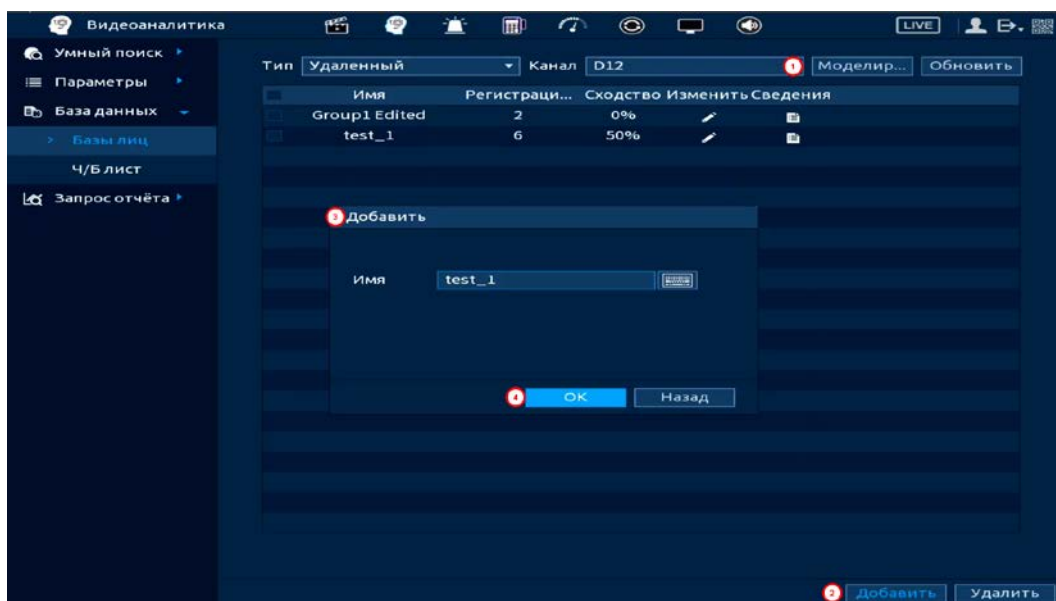 Видеоаналитика
LIVE
Умный поиск
Параметры
База данных
> Базы лиц
Ч/Б лист
Запрос отчёта
Тип Удаленный Канал D12 1 Моделир... Обновить
Имя Регистраци... Сходство Изменить Сведения
Group1 Edited 2 0%
test_1 6 50%
3 Добавить
Имя test_1
4 OK Назад
2 Добавить Удалить